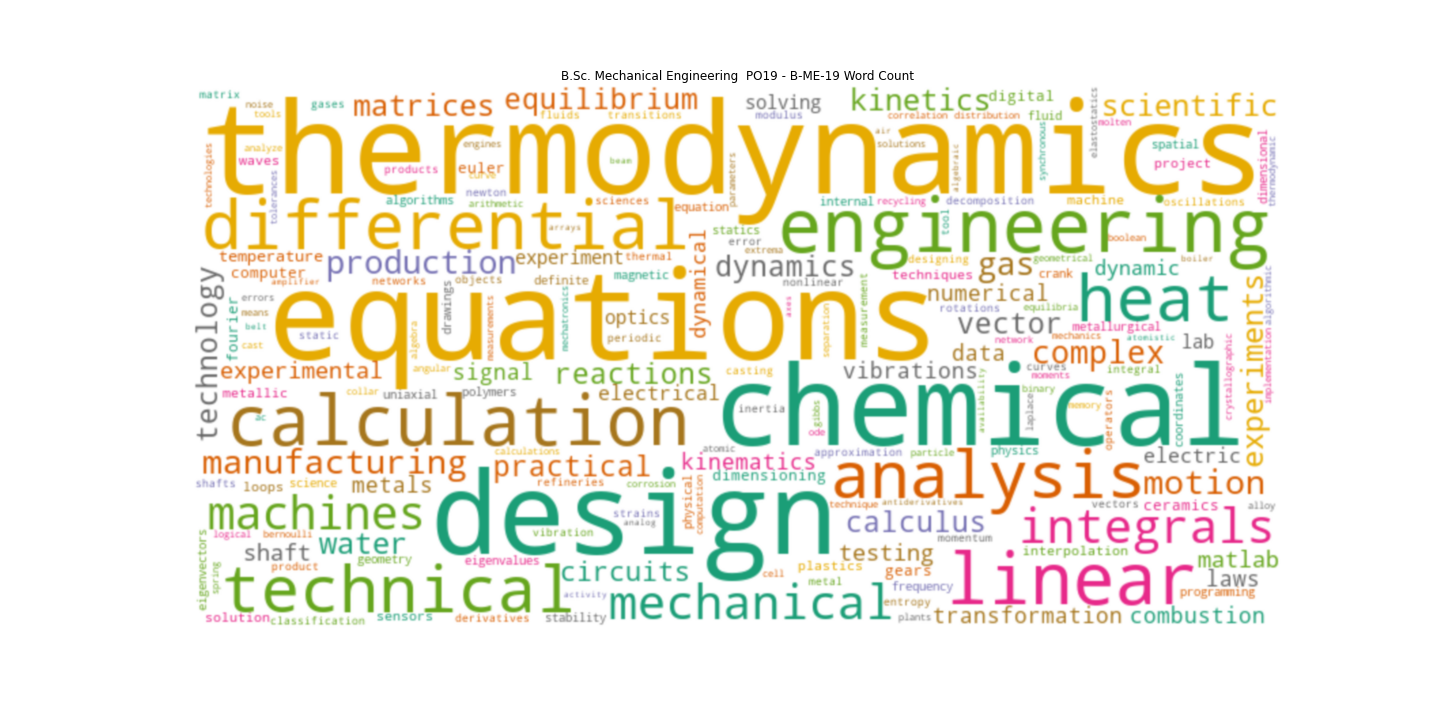 B.Sc. Mechanical Engineering  PO19 - B-ME-19 Word Count
matrix
noise
tools
gases
matrices
equilibrium
fluids
transitions
solving
modulus
kinetics
digital
correlation
distribution
fluid
scientific
molten
elastostatics
thermodynamics
technologies
analyze
waves
tolerances
products
engines
euler
curve
beam
parameters
air
solutions
algebraic
synchronous
spatial
project
dimensional
thermodynamic
algorithms
newton
arithmetic
sciences
equation
internal
recycling
decomposition
machine
oscillations
differential
arrays
statics
error
extrema
engineering
tool
boolean
boiler
temperature
computer
amplifier
production
networks
experiment
objects
definite
thermal
magnetic
dynamical
dynamics
nonlinear
designing
techniques
gas
geometrical
crank
dynamic
technology
fourier
errors
means
belt
cast
static
equations
drawings
algebra
measurements
mechatronics
optics
periodic
axes
separation
measurement
numerical
rotations
equilibria
heat
vector
metallurgical
network
mechanics
atomistic
lab
experiments
algorithmic
implementation
crystallographic
experimental
angular
signal
reactions
casting
vibrations
data
complex
curves
moments
integral
metallic
collar
uniaxial
polymers
electrical
ac
calculation
inertia
gibbs
ode
chemical
availability
laplace
binary
memory
operators
coordinates
calculations
atomic
approximation
particle
physics
electric
manufacturing
practical
kinematics
dimensioning
analysis
motion
shafts
loops
science
metals
refineries
corrosion
physical
computation
technique
antiderivatives
vectors
ceramics
alloy
machines
logical
bernoulli
design
strains
analog
vibration
calculus
momentum
integrals
eigenvectors
shaft
water
geometry
eigenvalues
testing
interpolation
matlab
spring
product
circuits
cell
plastics
gears
metal
frequency
linear
laws
programming
technical
activity
mechanical
entropy
solution
classification
sensors
derivatives
stability
plants
transformation
combustion